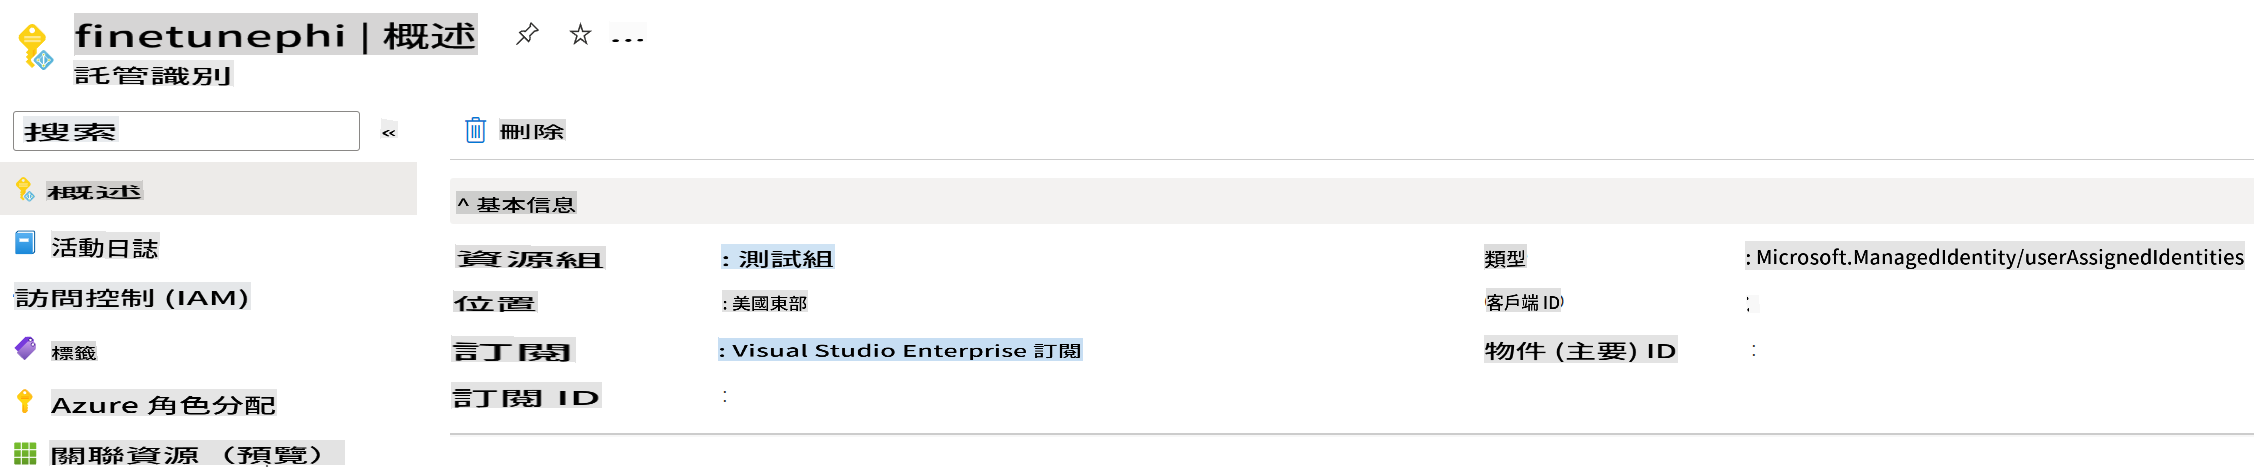 finetunephi | 概述
託管識別
搜索
«
刪除
概述
^ 基本信息
活動日誌
資源組 : 測試組
類型 : Microsoft.ManagedIdentity/userAssignedIdentities
訪問控制 (IAM)
位置 : 美國東部
客戶端 ID :
標籤
訂閱 : Visual Studio Enterprise 訂閱
物件 (主要) ID :
Azure 角色分配
訂閱 ID :
關聯資源 （預覽）